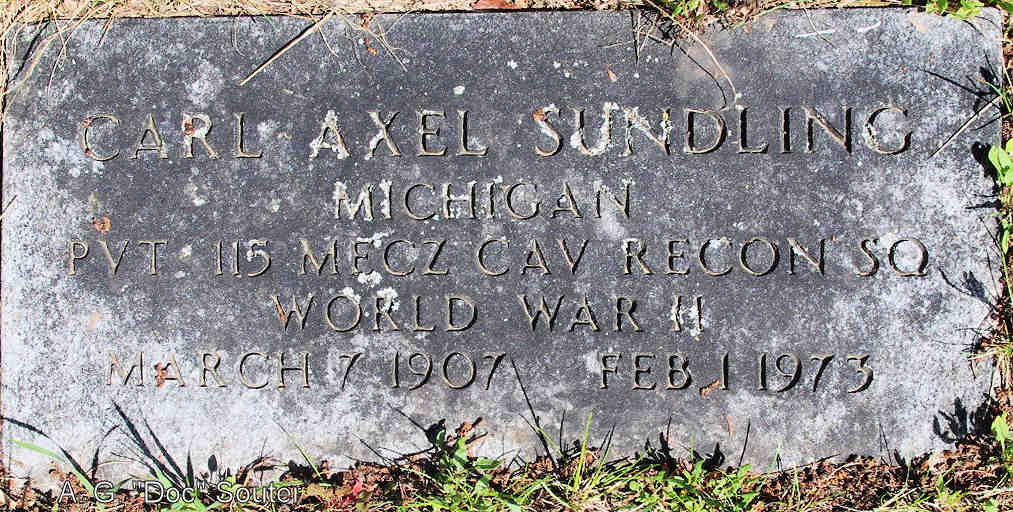 CARL AXEL SUNDLING
MICHIGAN
PVT 115 MECZ CAV RECON SQ
WORLD WAR II
MARCH 7 1907 FEB 1 1973
A. G. "Doc" Souter